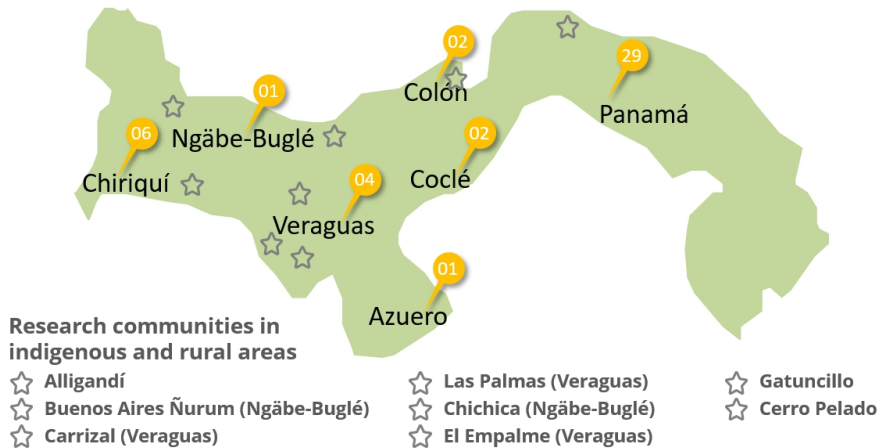 02
29
01
Colón
Panamá
06
Ngäbe-Buglé
02
Chiriquí
04
Coclé
Veraguas
01
Azuero
Research communities in
indigenous and rural areas
Alligandí
Buenos Aires Ñurum (Ngäbe-Buglé)
Carrizal (Veraguas)
Las Palmas (Veraguas)
Chichica (Ngäbe-Buglé)
El Empalme (Veraguas)
Gatuncillo
Cerro Pelado